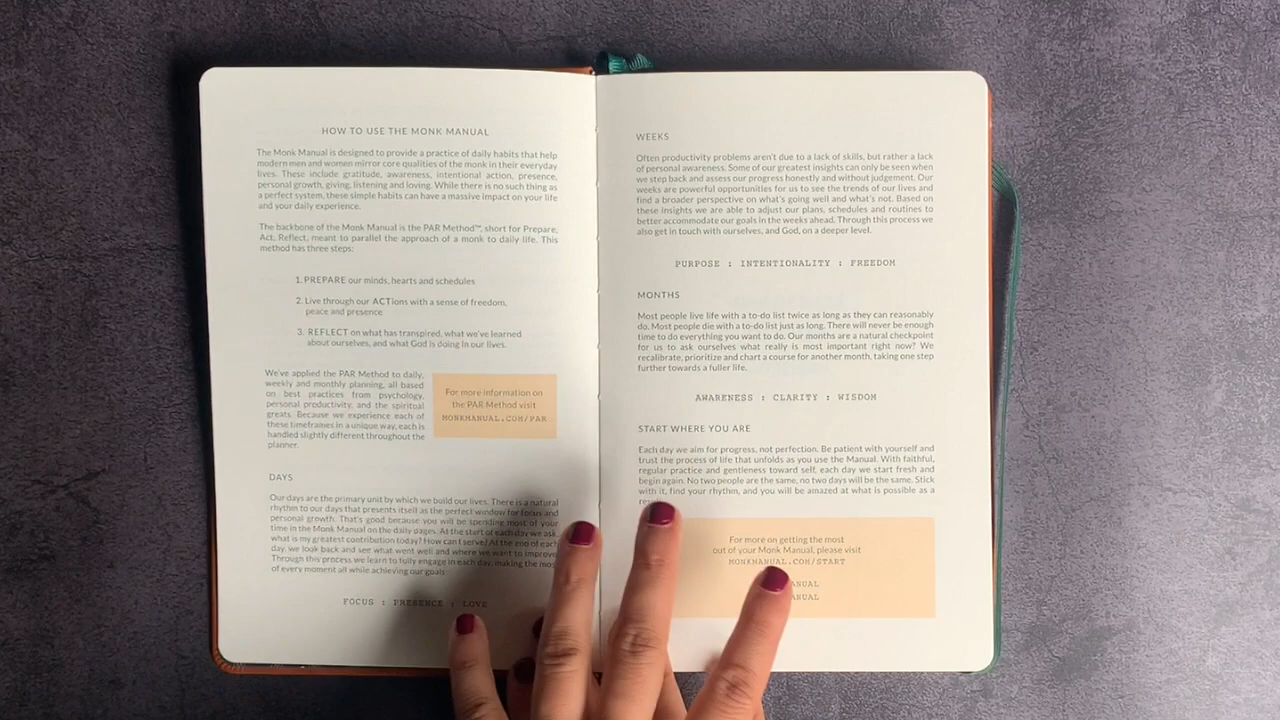 HOW TO USE THE MONK MANUAL
The Monk Manual is designed to provide a practice of daily habits that help
modern men and women mirror core qualities of the monk in their everyday
lives. These include gratitude, awareness, intentional action, presence,
personal growth, giving, listening and loving. While there is no such thing as
a perfect system, these simple habits can have a massive impact on your life
and your daily experience.
The backbone of the Monk Manual is the PAR Method™, short for Prepare,
Act, Reflect, meant to parallel the approach of a monk to daily life. This
method has three steps:
1. PREPARE our minds, hearts and schedules
2. Live through our ACTions with a sense of freedom,
peace and presence
3. REFLECT on what has transpired, what we've learned
about ourselves, and what God is doing in our lives.
We've applied the PAR Method to daily,
weekly and monthly planning, all based
on best practices from psychology,
personal productivity, and the spiritual
greats. Because we experience each of
these timeframes in a unique way, each is
handled slightly different throughout the
planner.
For more information on
the PAR Method visit
MONKMANUAL.COM/PAR
DAYS
Our days are the primary unit by which we build our lives. There is a natural
rhythm to our days that presents itself as the perfect window for focus and
personal growth. That's good because you will be spending most of your
time in the Monk Manual on the daily pages. At the start of each day we ask,
what is my greatest contribution today? How can I serve? At the end of each
day, we look back and see what went well and where we want to improve.
Through this process we learn to fully engage in each day, making the most
of every moment all while achieving our goals.
FOCUS : PRESENCE : LOVE
WEEKS
Often productivity problems aren't due to a lack of skills, but rather a lack
of personal awareness. Some of our greatest insights can only be seen when
we step back and assess our progress honestly and without judgement. Our
weeks are powerful opportunities for us to see the trends of our lives and
find a broader perspective on what's going well and what's not. Based on
these insights we are able to adjust our plans, schedules and routines to
better accommodate our goals in the weeks ahead. Through this process we
also get in touch with ourselves, and God, on a deeper level.
PURPOSE : INTENTIONALITY : FREEDOM
MONTHS
Most people live life with a to-do list twice as long as they can reasonably
do. Most people die with a to-do list just as long. There will never be enough
time to do everything you want to do. Our months are a natural checkpoint
for us to ask ourselves what really is most important right now? We
recalibrate, prioritize and chart a course for another month, taking one step
further towards a fuller life.
AWARENESS : CLARITY : WISDOM
START WHERE YOU ARE
Each day we aim for progress, not perfection. Be patient with yourself and
trust the process of life that unfolds as you use the Manual. With faithful,
regular practice and gentleness toward self, each day we start fresh and
begin again. No two people are the same, no two days will be the same. Stick
with it, find your rhythm, and you will be amazed at what is possible as a
For more on getting the most
out of your Monk Manual, please visit
MONKMANUAL.COM/START
ANUAL
ANUAL